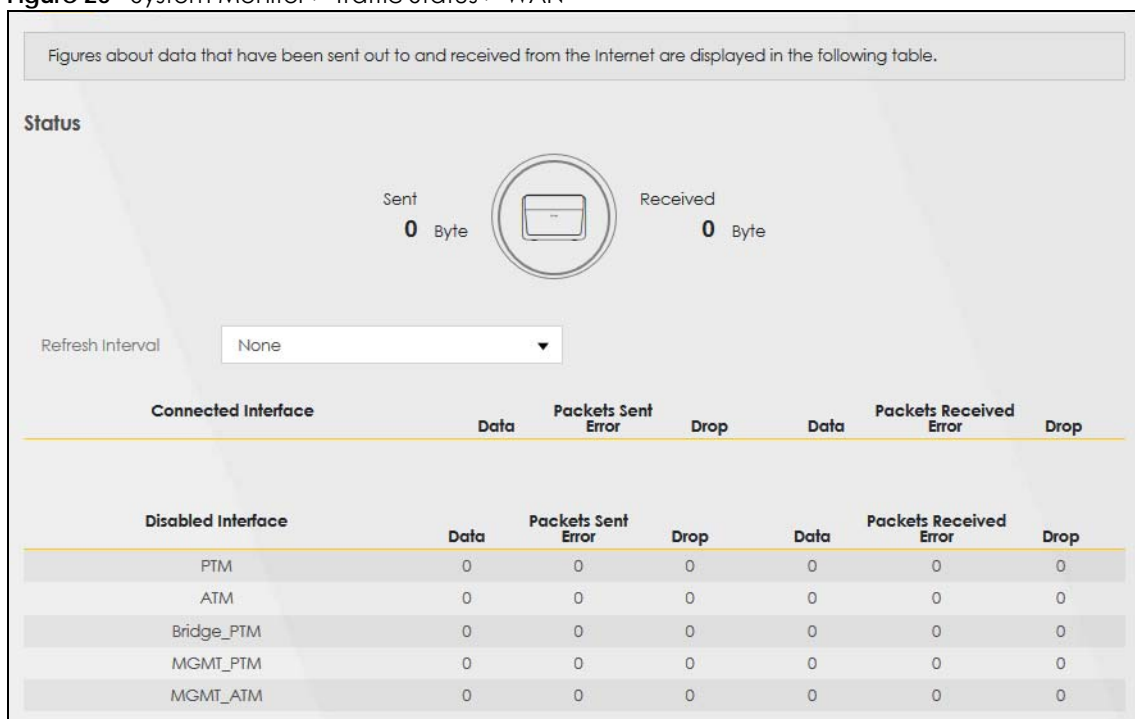 Figures about data that have been sent out to and received from the Internet are displayed in the following table.
Status
Sent
0 Byte
Received
0 Byte
Refresh Interval None
Connected Interface Packets Sent Packets Received
Data Error Drop Data Error Drop
Disabled Interface Packets Sent Packets Received
Data Error Drop Data Error Drop
PTM 0 0 0 0 0 0
ATM 0 0 0 0 0 0
Bridge_PTM 0 0 0 0 0 0
MGMT_PTM 0 0 0 0 0 0
MGMT_ATM 0 0 0 0 0 0